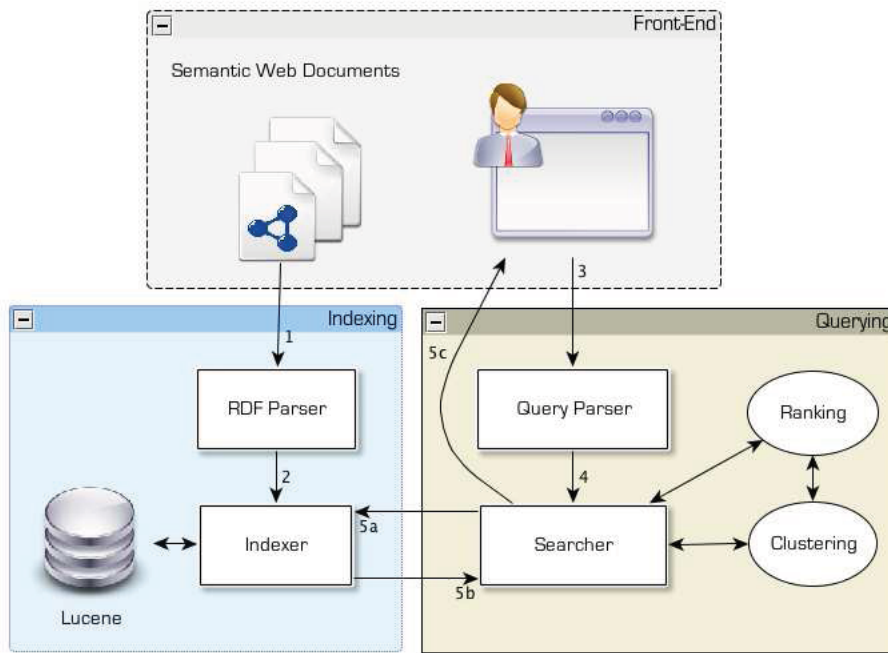 Front-End
Semantic Web Documents
3
Indexing
Querying
1
5c
RDF Parser
Query Parser
Ranking
2
4
5a
Indexer
Searcher
Clustering
5b
Lucene